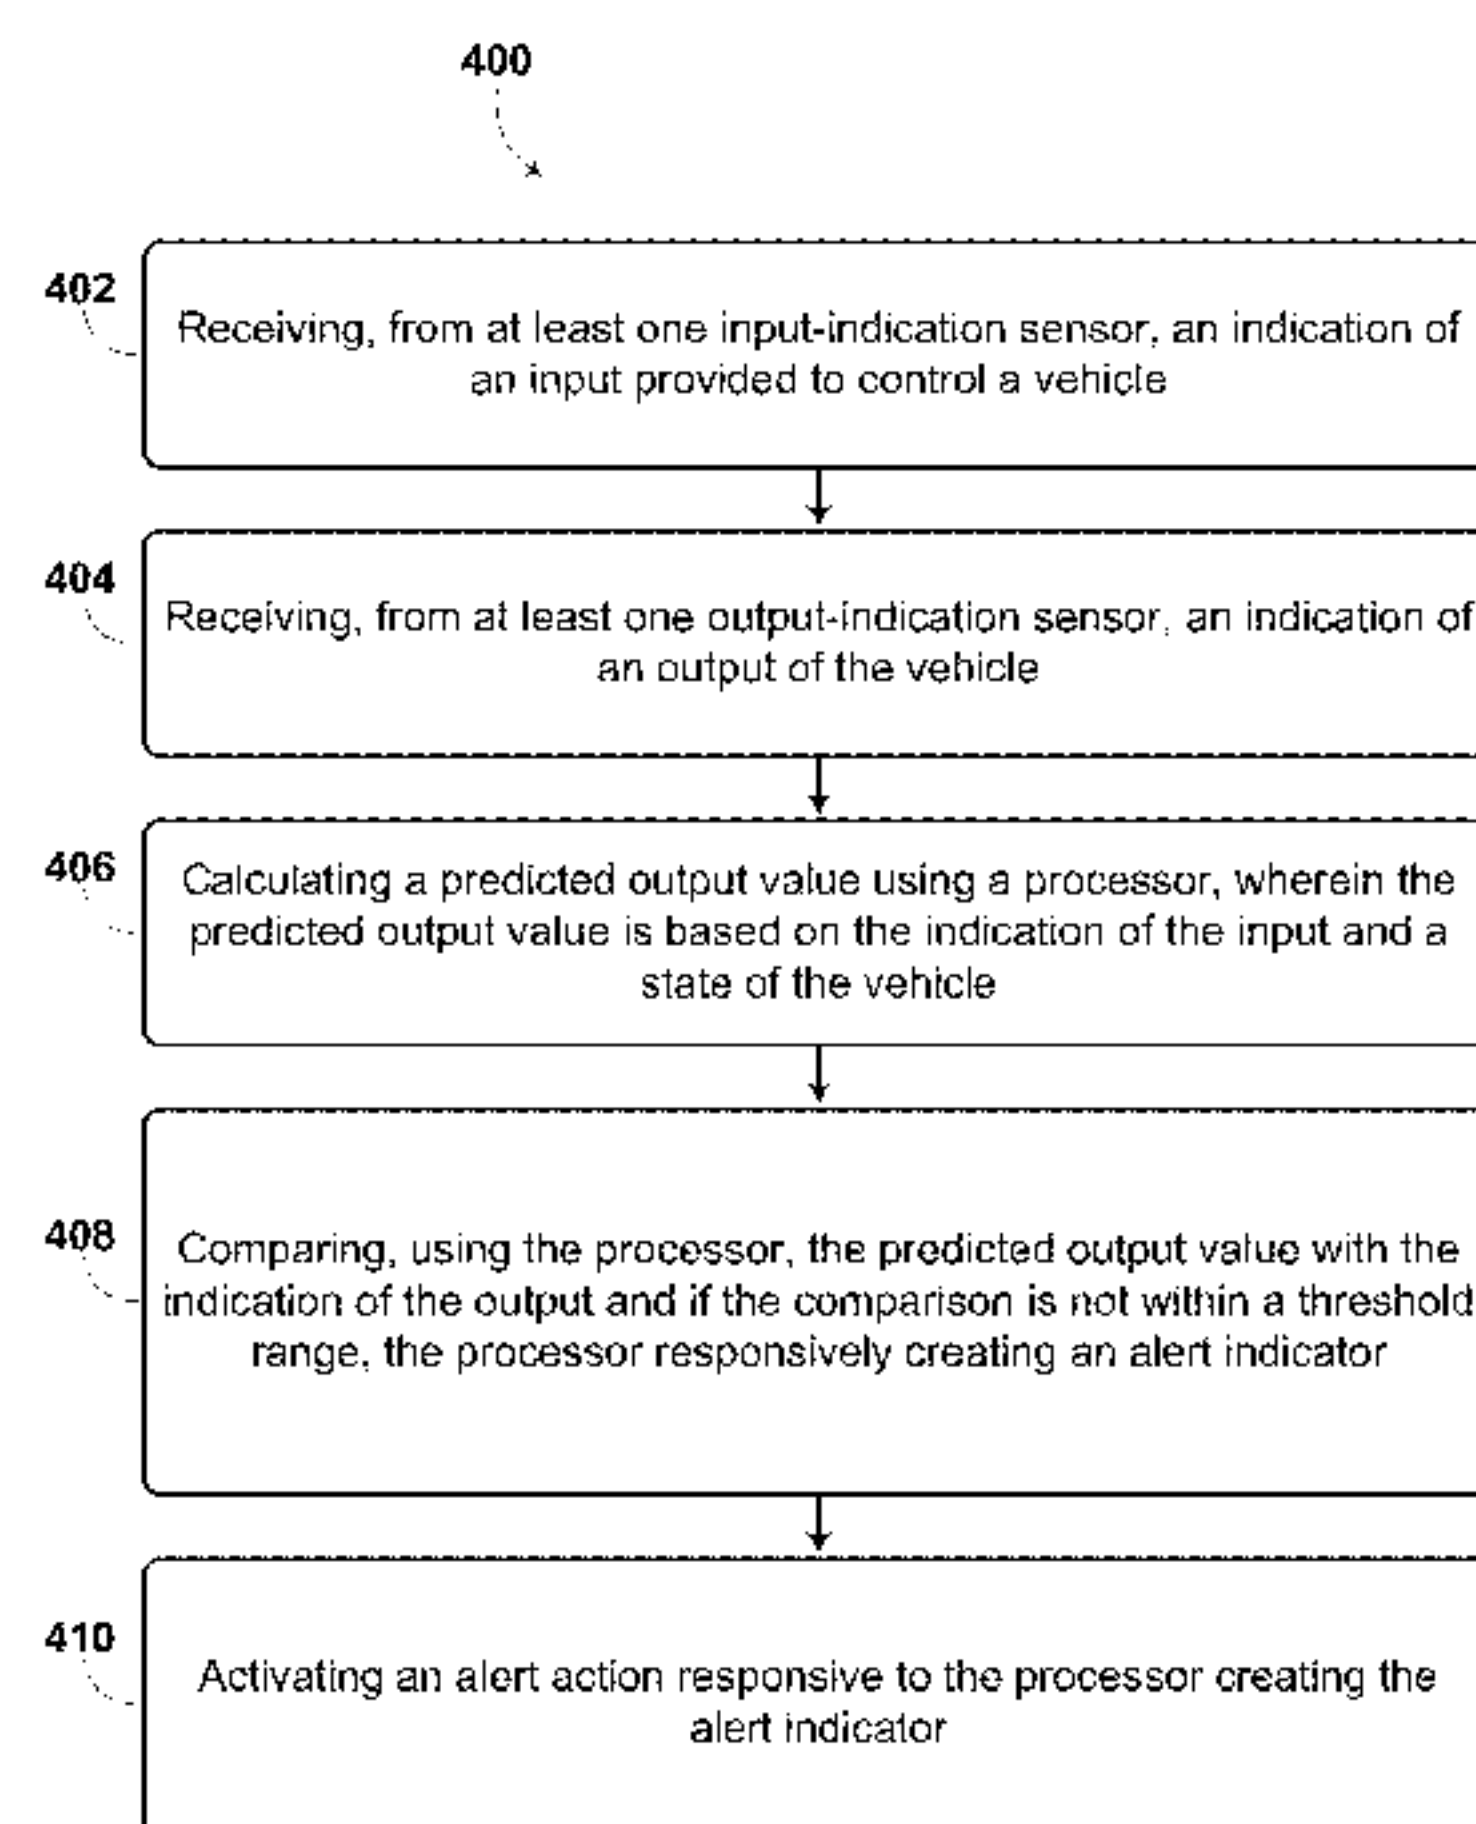 400
402
Receiving, from at least one input-indication sensor, an indication of
an input provided to control a vehicle
404
Receiving, from at least one output-indication sensor, an indication of
an output of the vehicle
406
Calculating a predicted output value using a processor, wherein the
predicted output value is based on the indication of the input and a
state of the vehicle
408
Comparing, using the processor, the predicted output value with the
indication of the output and if the comparison is not within a threshold
range, the processor responsively creating an alert indicator
410
Activating an alert action responsive to the processor creating the
alert indicator